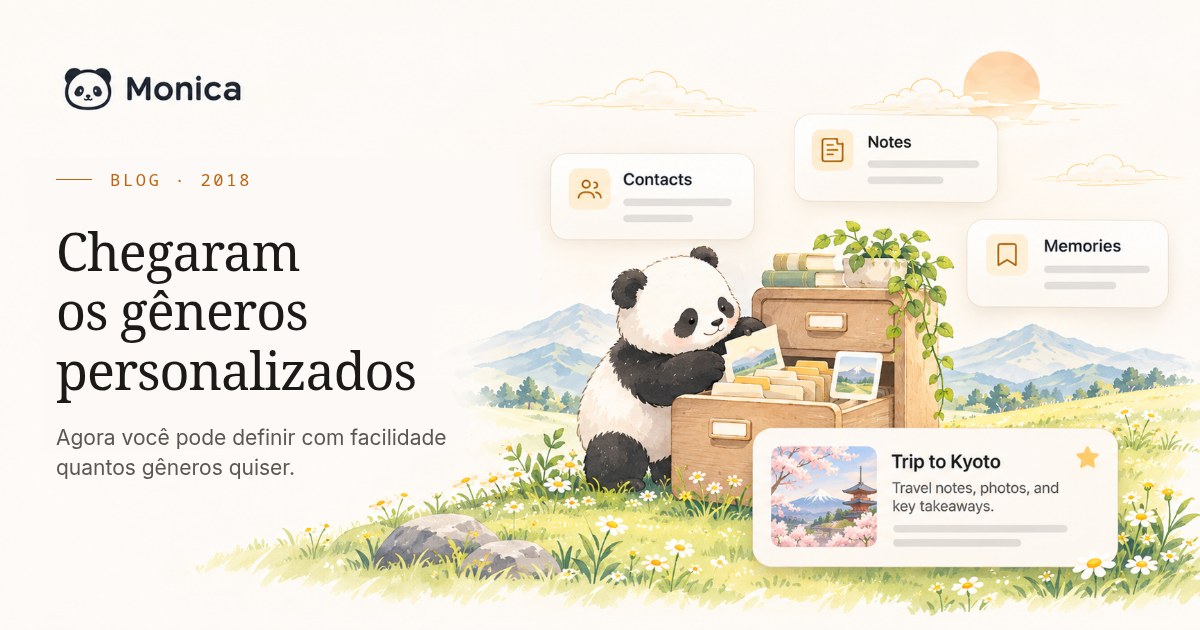 Monica
BLOG · 2018
Chegaram
os gêneros
personalizados
Agora você pode definir com facilidade
quantos gêneros quiser.
Contacts
Notes
Memories
Trip to Kyoto
Travel notes, photos, and
key takeaways.